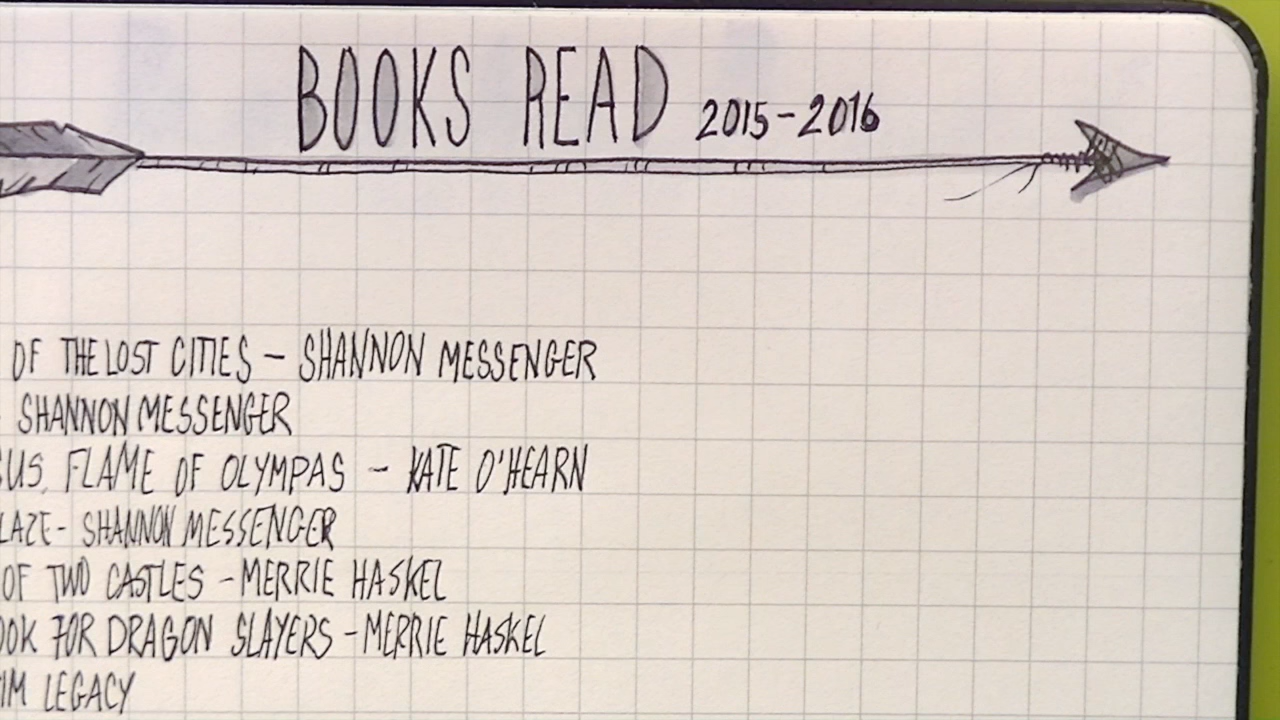 BOOKS READ 2015-2016
OF THE LOST CITIES - SHANNON MESSENGER
SHANNON MESSENGER
FLAME OF OLYMPAS - KATE O'HEARN
- SHANNON MESSENGER
OF TWO CASTLES - MERRIE HASKEL
FOR DRAGON SLAYERS - MERRIE HASKEL
LEGACY